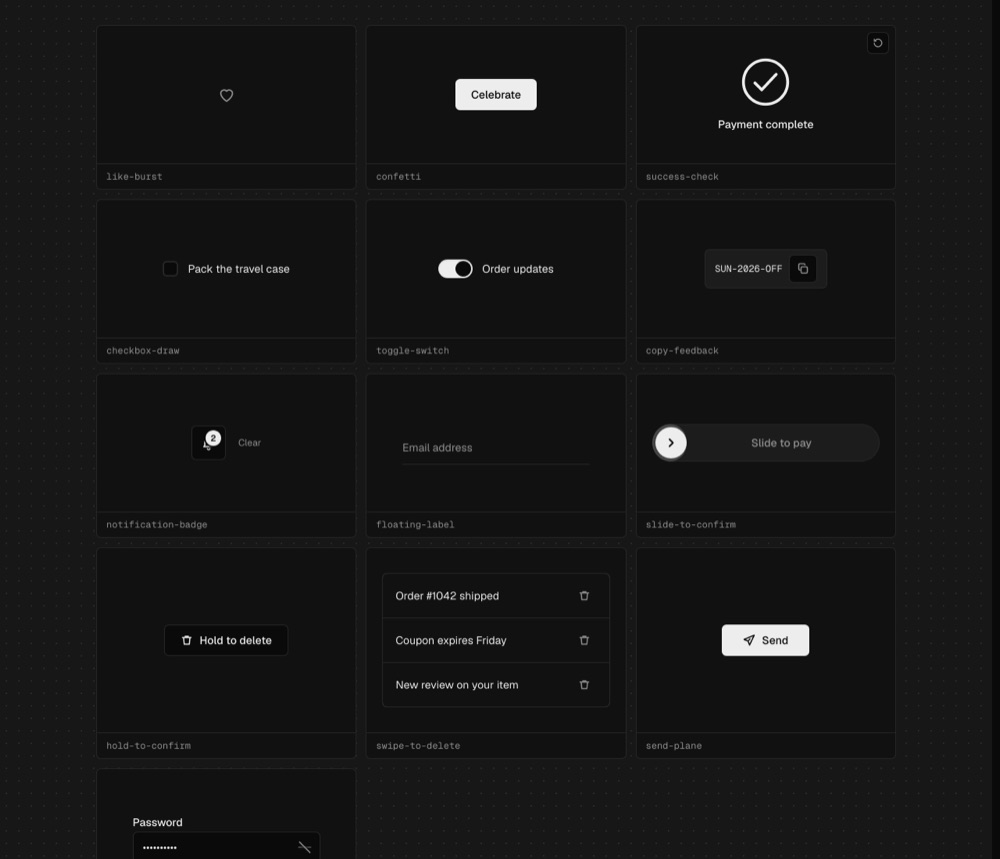 Celebrate
Payment complete
like-burst
confetti
success-check
Pack the travel case
Order updates
SUN-2026-OFF
checkbox-draw
toggle-switch
copy-feedback
2
Clear
Email address
Slide to pay
notification-badge
floating-label
slide-to-confirm
Hold to delete
Order #1042 shipped
Coupon expires Friday
New review on your item
Send
hold-to-confirm
swipe-to-delete
send-plane
Password